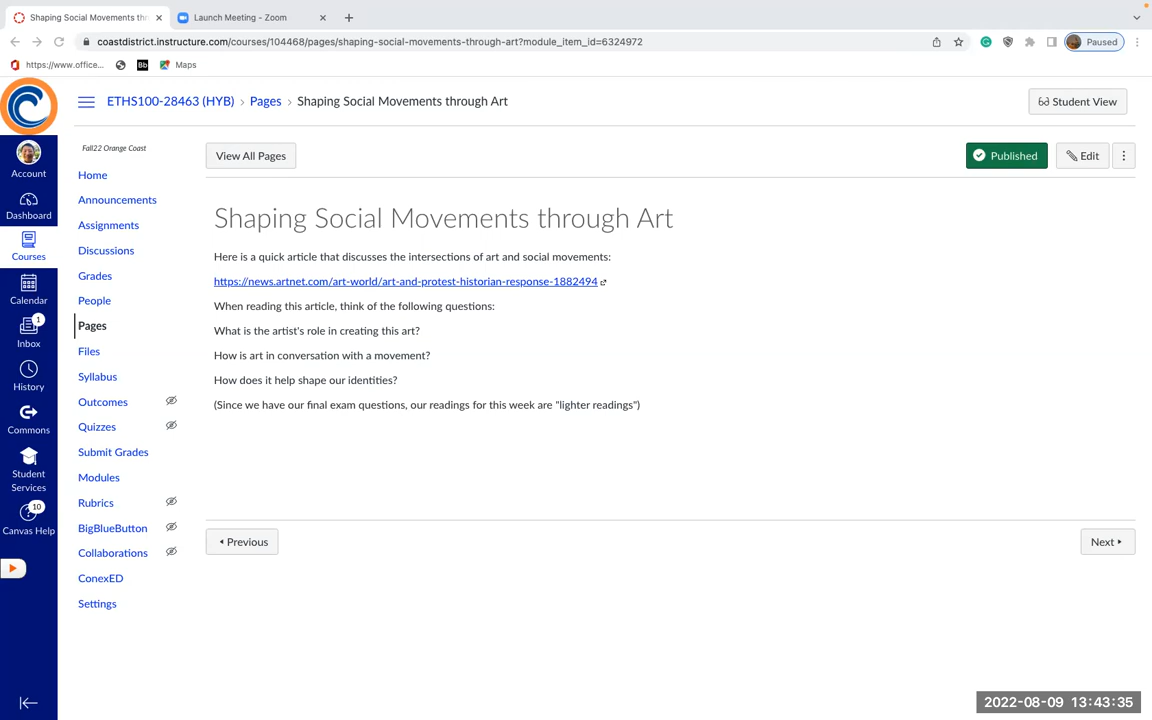 Shaping Social Movements thr
Launch Meeting - Zoom
coastdistrict.instructure.com/courses/104468/pages/shaping-social-movements-through-art?module_item_id=6324972
Paused
https://www.office...
Bb
Maps
ETHS100-28463 (HYB) › Pages › Shaping Social Movements through Art
Student View
Account
Dashboard
Courses
Calendar
1
Inbox
History
Commons
Student
Services
10
Canvas Help
Fall22 Orange Coast
Home
Announcements
Assignments
Discussions
Grades
People
Pages
Files
Syllabus
Outcomes
Quizzes
Submit Grades
Modules
Rubrics
BigBlueButton
Collaborations
ConexED
Settings
View All Pages
Published
Edit
Shaping Social Movements through Art
Here is a quick article that discusses the intersections of art and social movements:
https://news.artnet.com/art-world/art-and-protest-historian-response-1882494
When reading this article, think of the following questions:
What is the artist's role in creating this art?
How is art in conversation with a movement?
How does it help shape our identities?
(Since we have our final exam questions, our readings for this week are "lighter readings")
Previous
Next
2022-08-09 13:43:35